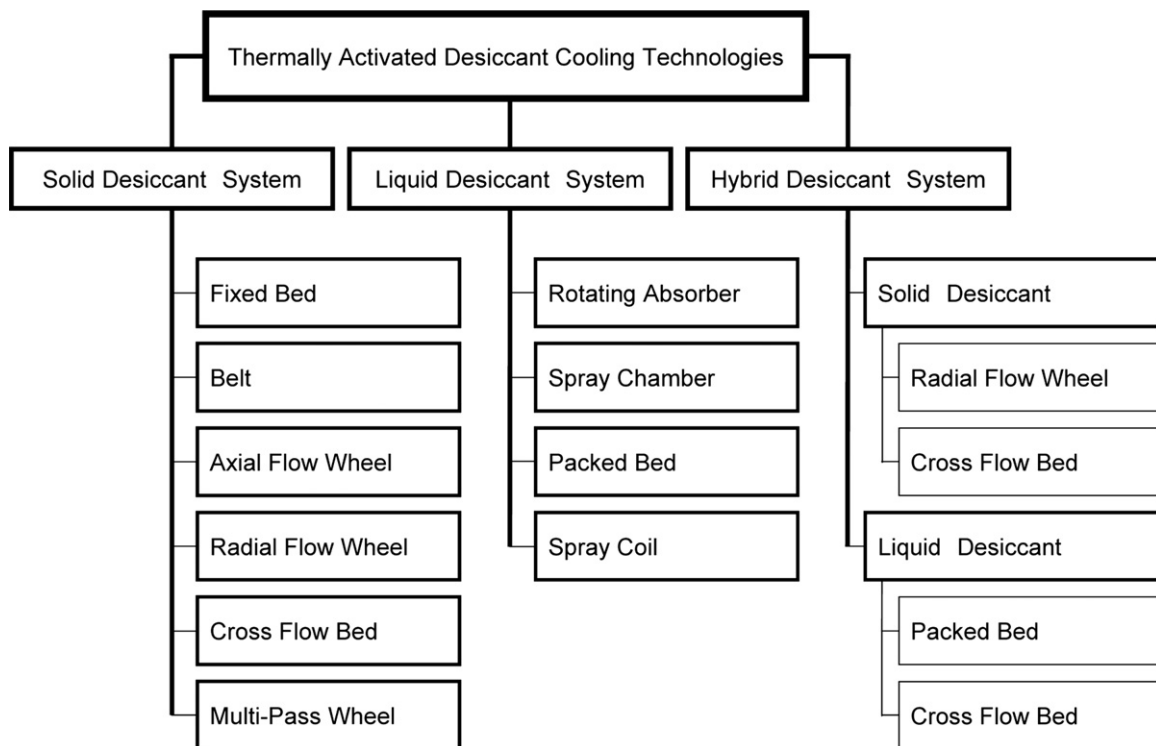 Thermally Activated Desiccant Cooling Technologies
Solid Desiccant System
Liquid Desiccant System
Hybrid Desiccant System
Fixed Bed
Belt
Axial Flow Wheel
Radial Flow Wheel
Cross Flow Bed
Multi-Pass Wheel
Rotating Absorber
Spray Chamber
Packed Bed
Spray Coil
Solid Desiccant
Radial Flow Wheel
Cross Flow Bed
Liquid Desiccant
Packed Bed
Cross Flow Bed